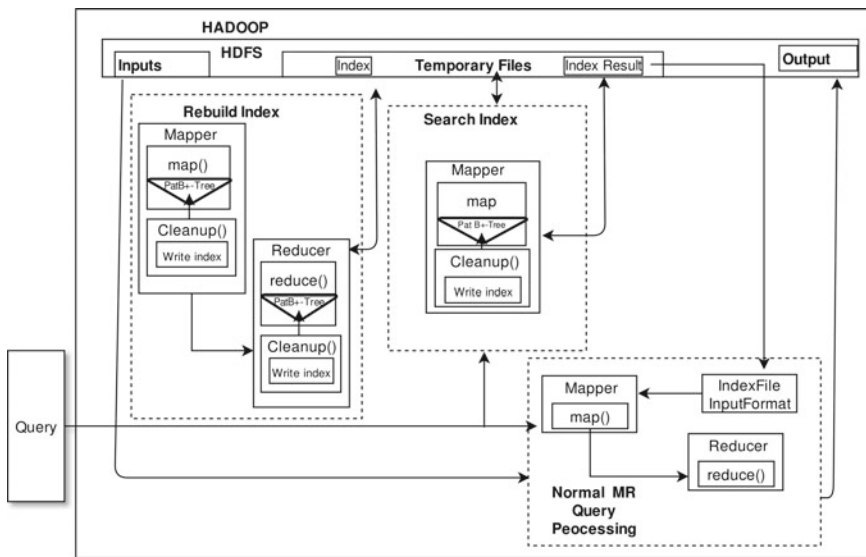 HADOOP
HDFS
Inputs
Index
Temporary Files
Index Result
Output
Rebuild Index
Mapper
map()
PatB+-Tree
Cleanup()
Write index
Reducer
reduce()
PatB+-Tree
Cleanup()
Write index
Search Index
Mapper
map
Pat B+-Tree
Cleanup()
Write index
Query
Mapper
map()
IndexFile
InputFormat
Reducer
reduce()
Normal MR
Query
Peocessing